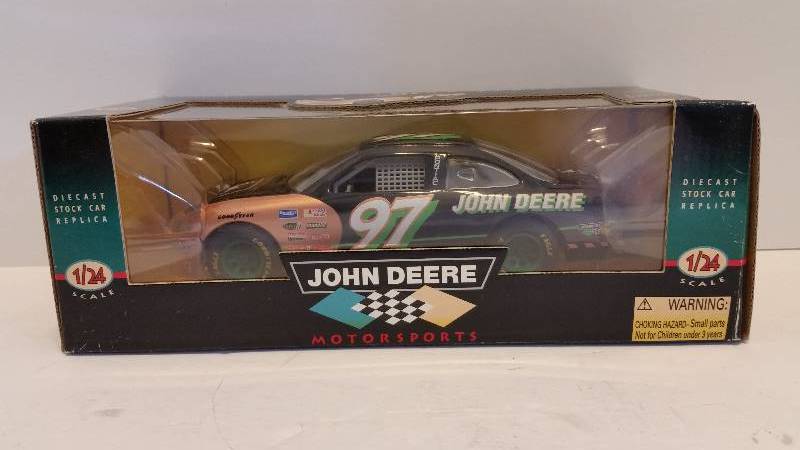 DIECAST
STOCK CAR
REPLICA
1/24
SCALE
GOODYEAR
97
JOHN DEERE
JOHN DEERE
MOTORSPORTS
DIECAST
STOCK CAR
REPLICA
1/24
SCALE
WARNING:
CHOKING HAZARD-Small parts
Not for Children under 3 years